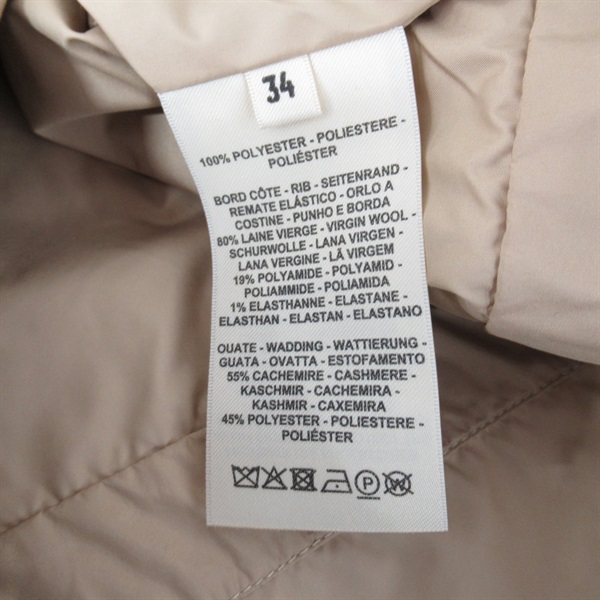 34
100% POLYESTER - POLIESTERE -
POLIÉSTER
BORD CÔTE - RIB - SEITENRAND -
REMATE ELÁSTICO - ORLO A
COSTINE - PUNHO E BORDA
80% LAINE VIERGE - VIRGIN WOOL -
SCHURWOLLE - LANA VIRGEN -
LANA VERGINE - LÃ VIRGEM
19% POLYAMIDE - POLYAMID -
POLIAMMIDE - POLIAMIDA
1% ELASTHANNE - ELASTANE -
ELASTHAN - ELASTAN - ELASTANO
OUATE - WADDING - WATTIERUNG -
GUATA - OVATTA - ESTOFAMENTO
55% CACHEMIRE - CASHMERE -
KASCHMIR - CACHEMIRA -
KASHMIR - CAXEMIRA
45% POLYESTER - POLIESTERE -
POLIÉSTER
P